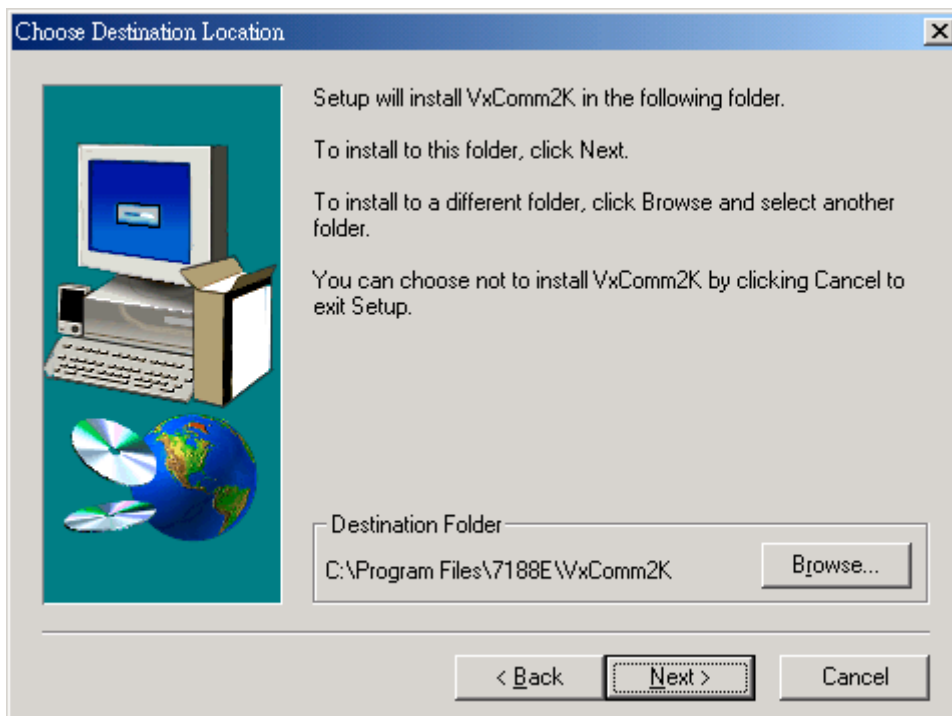 Choose Destination Location
Setup will install VxComm2K in the following folder.
To install to this folder, click Next.
To install to a different folder, click Browse and select another
folder.
You can choose not to install VxComm2K by clicking Cancel to
exit Setup.
Destination Folder
C:\Program Files\7188E\VxComm2K
Browse...
< Back
Next >
Cancel